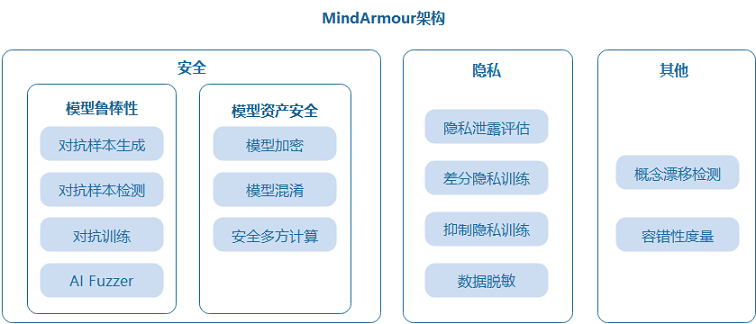 MindArmour架构
安全
模型鲁棒性
对抗样本生成
对抗样本检测
对抗训练
AI Fuzzer
模型资产安全
模型加密
模型混淆
安全多方计算
隐私
隐私泄露评估
差分隐私训练
抑制隐私训练
数据脱敏
其他
概念漂移检测
容错性度量